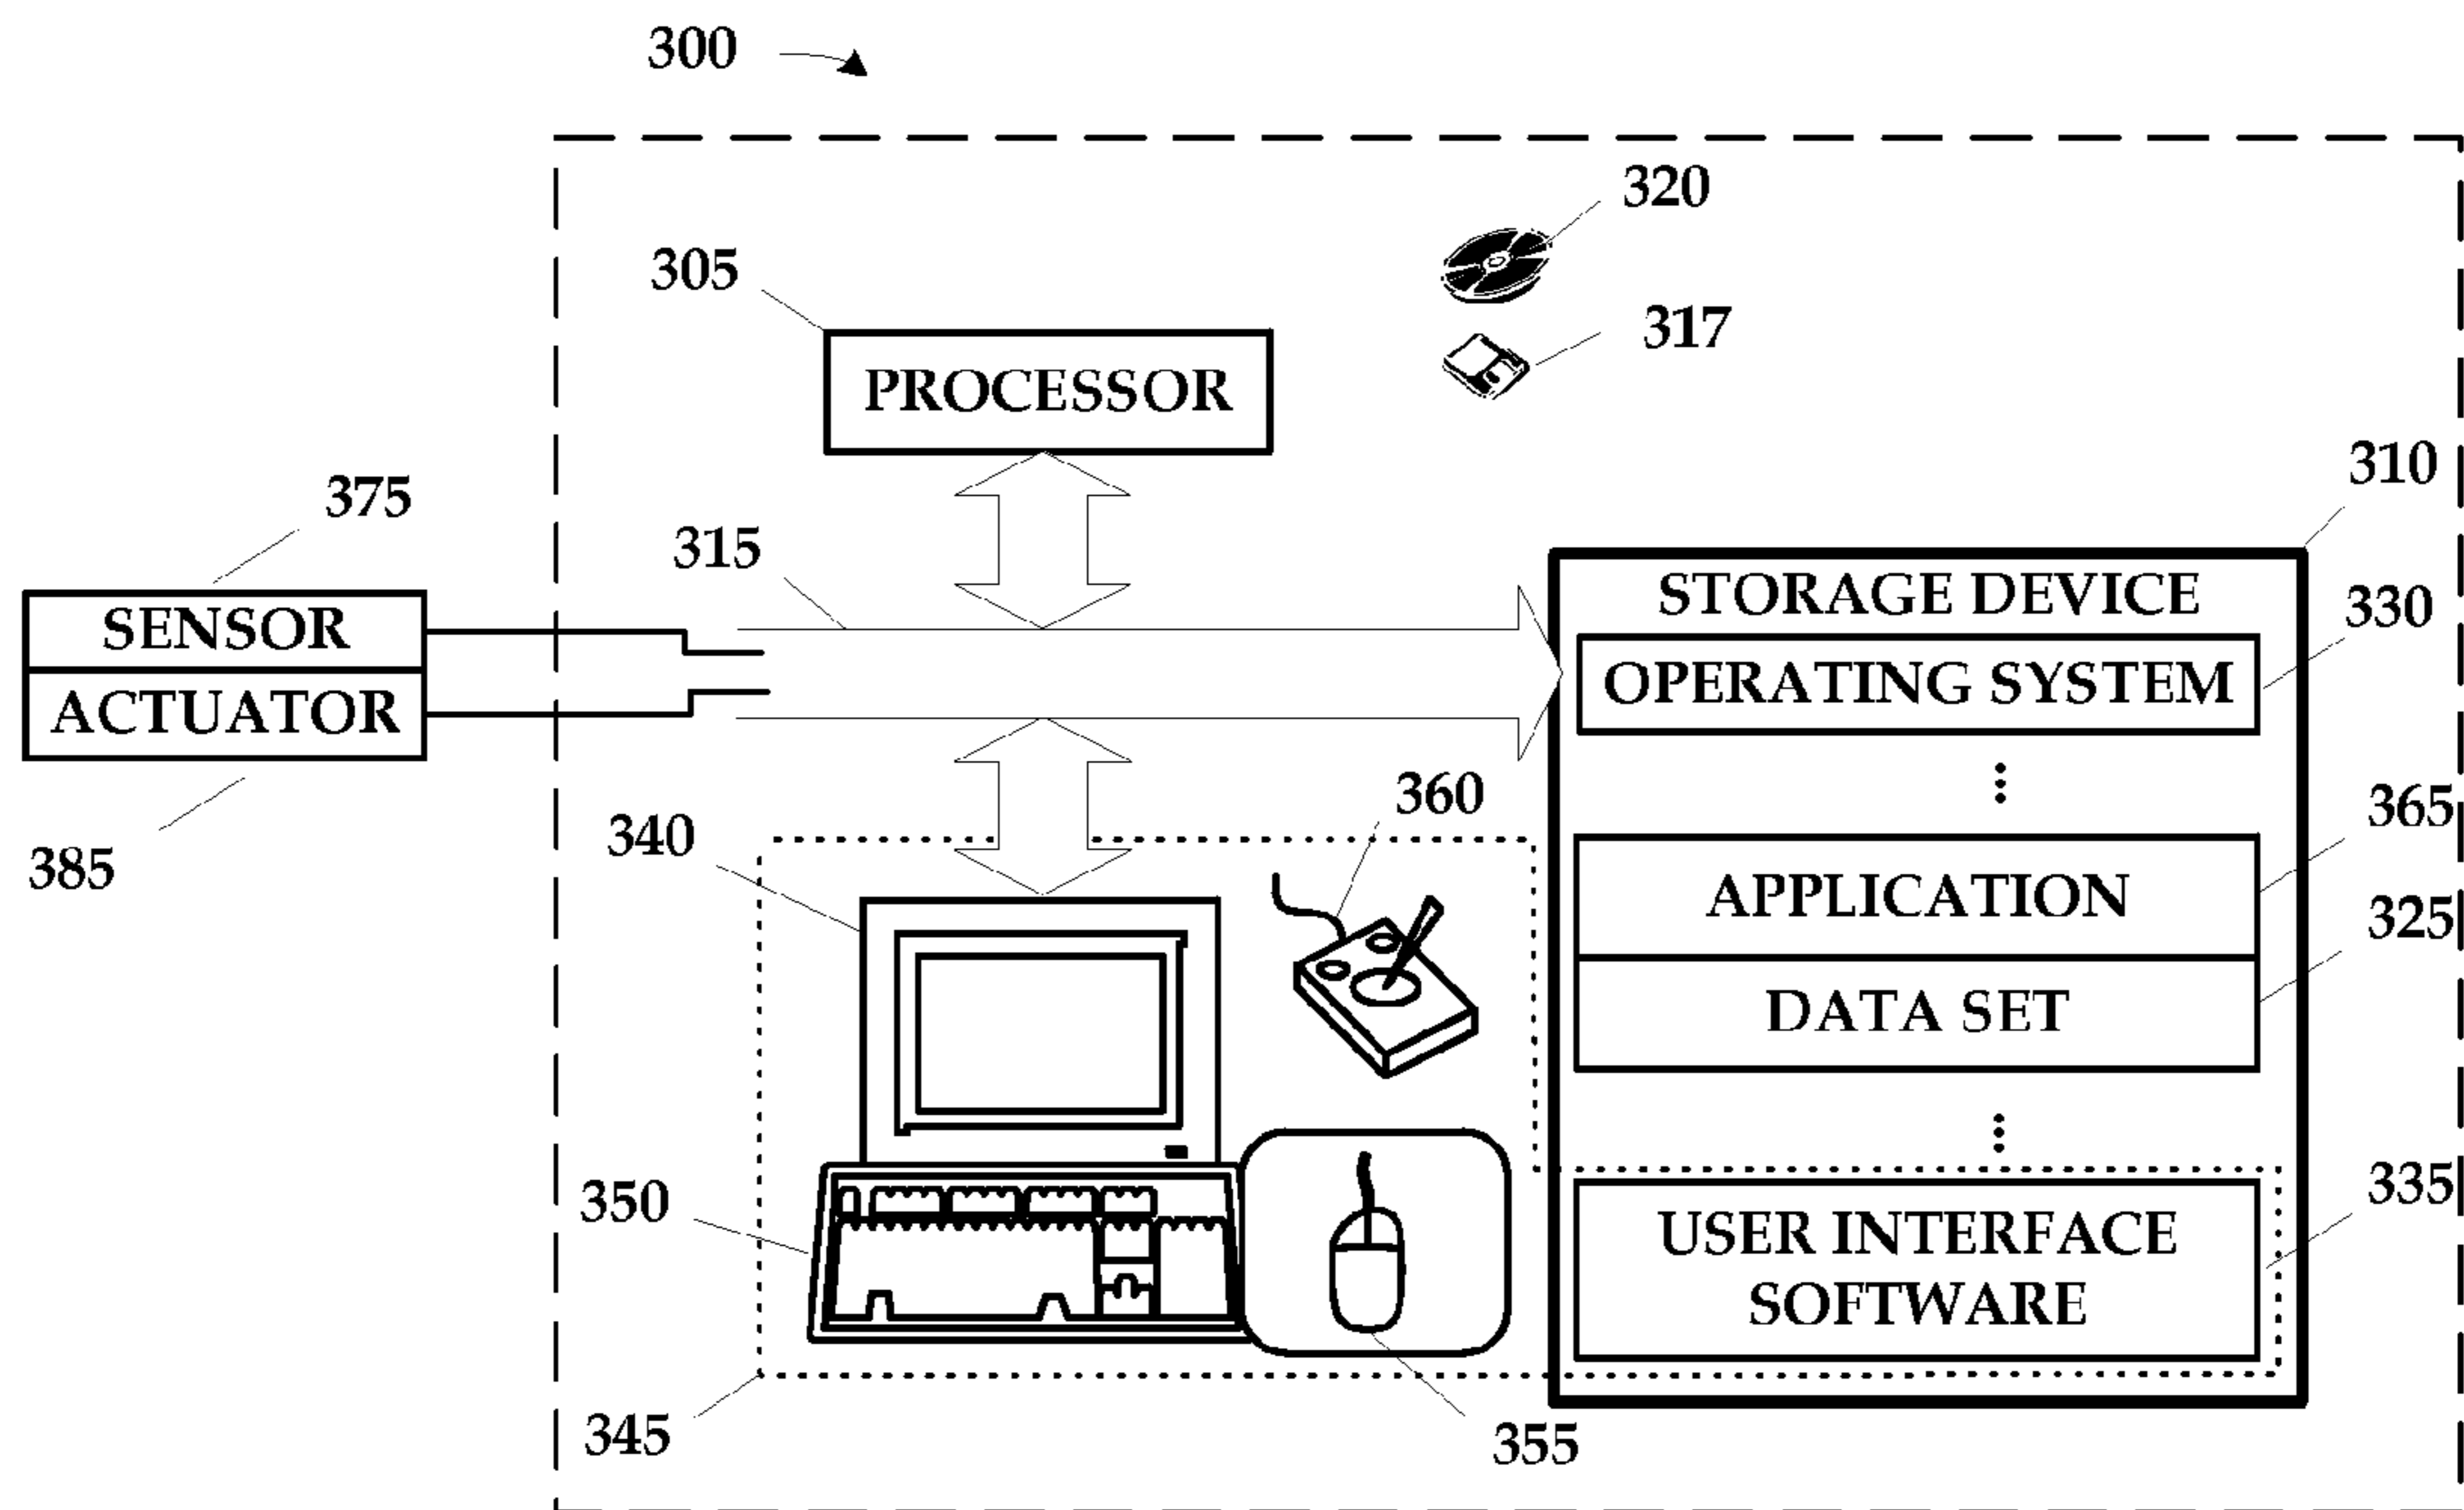 300
320
305
317
PROCESSOR
310
375
315
STORAGE DEVICE
330
SENSOR
OPERATING SYSTEM
ACTUATOR
360
365
340
385
APPLICATION
325
DATA SET
335
350
USER INTERFACE
SOFTWARE
345
355